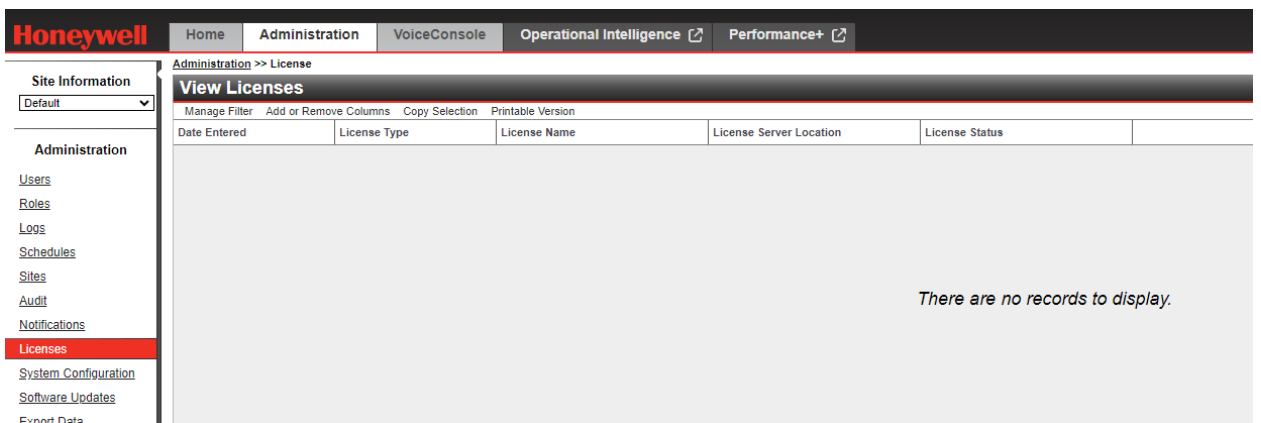 Honeywell
Home Administration VoiceConsole Operational Intelligence Performance+
Administration >> License
Site Information
Default
View Licenses
Manage Filter Add or Remove Columns Copy Selection Printable Version
Date Entered License Type License Name License Server Location License Status
Administration
Users
Roles
Logs
Schedules
Sites
Audit
Notifications
Licenses
System Configuration
Software Updates
Export Data
There are no records to display.